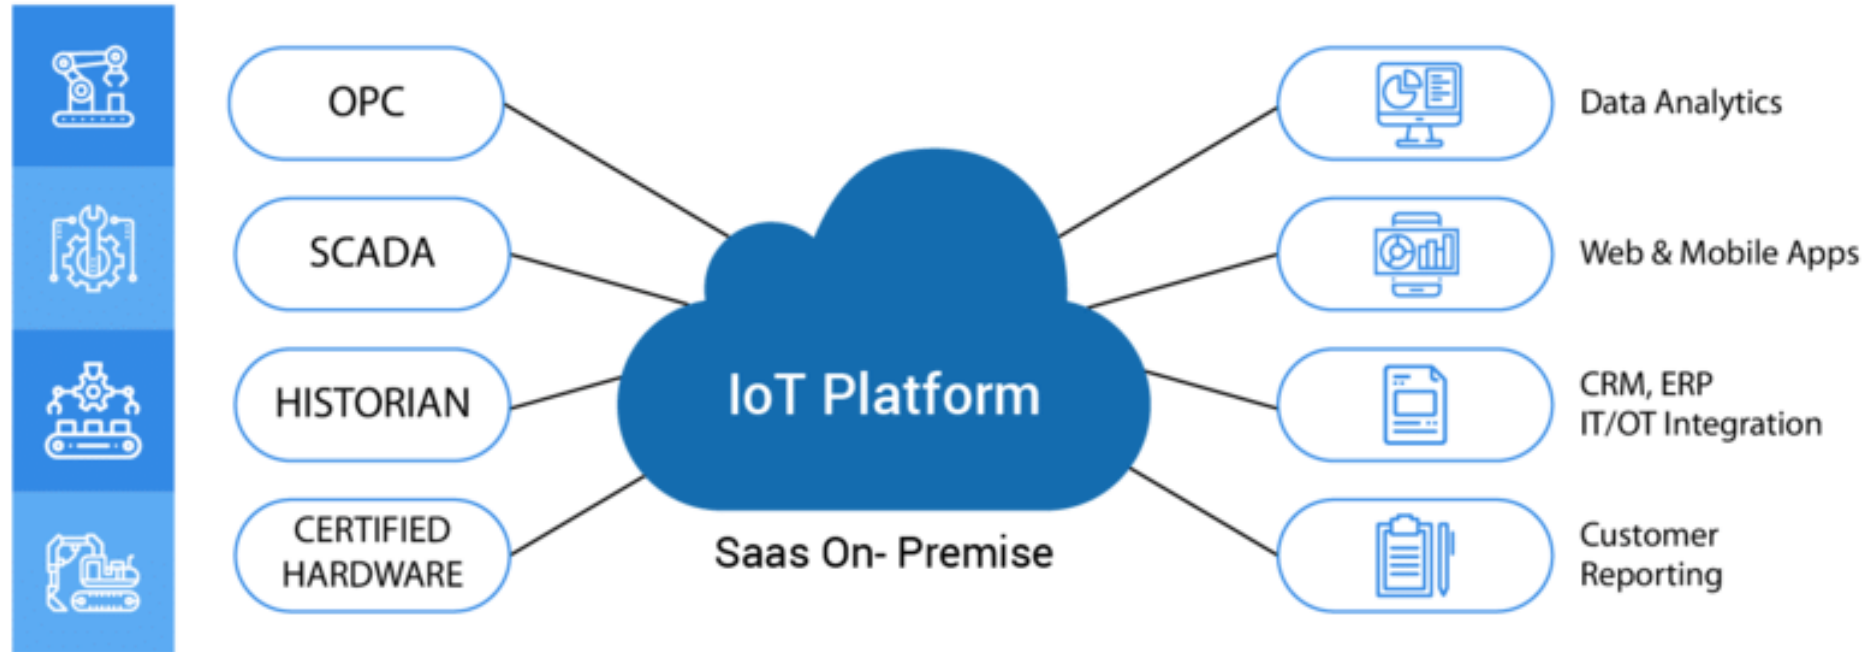 OPC
SCADA
HISTORIAN
CERTIFIED
HARDWARE
IoT Platform
Saas On- Premise
Data Analytics
Web & Mobile Apps
CRM, ERP
IT/OT Integration
Customer
Reporting